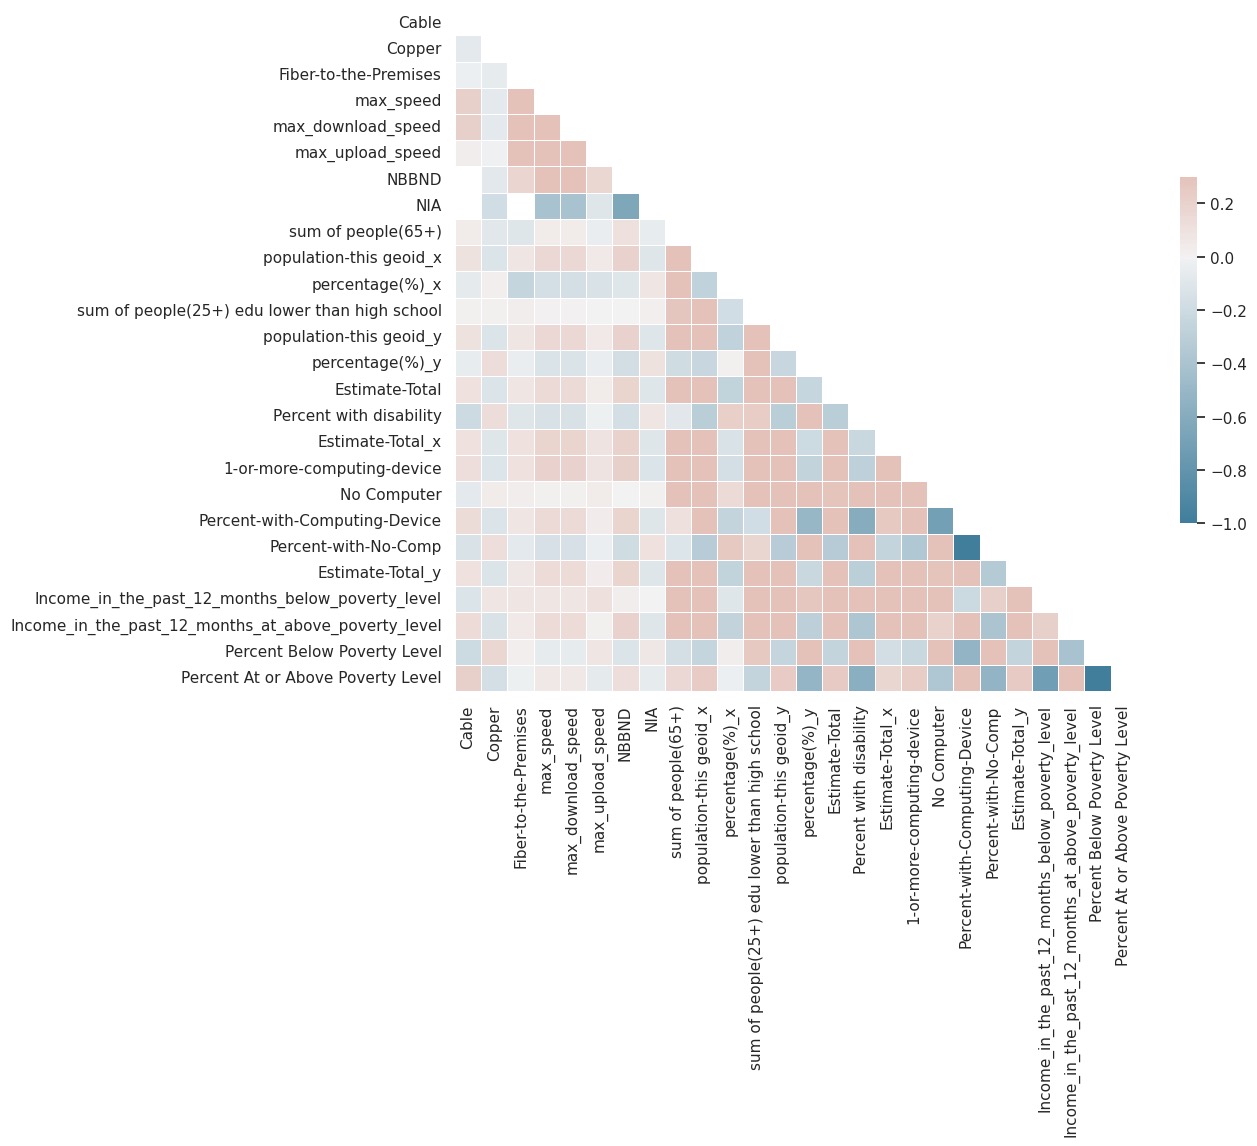 Cable
Copper
Fiber-to-the-Premises
max_speed
max_download_speed
max_upload_speed
NBBND
NIA
sum of people(65+)
population-this geoid_x
percentage(%)_x
sum of people(25+) edu lower than high school
population-this geoid_y
percentage(%)_y
Estimate-Total
Percent with disability
Estimate-Total_x
1-or-more-computing-device
No Computer
Percent-with-Computing-Device
Percent-with-No-Comp
Estimate-Total_y
Income_in_the_past_12_months_below_poverty_level
Income_in_the_past_12_months_at_above_poverty_level
Percent Below Poverty Level
Percent At or Above Poverty Level
Cable
Copper
Fiber-to-the-Premises
max_speed
max_download_speed
max_upload_speed
NBBND
NIA
sum of people(65+)
population-this geoid_x
percentage(%)_x
sum of people(25+) edu lower than high school
population-this geoid_y
percentage(%)_y
Estimate-Total
Percent with disability
Estimate-Total_x
1-or-more-computing-device
No Computer
Percent-with-Computing-Device
Percent-with-No-Comp
Estimate-Total_y
Income_in_the_past_12_months_below_poverty_level
Income_in_the_past_12_months_at_above_poverty_level
Percent Below Poverty Level
Percent At or Above Poverty Level
0.2
0.0
−0.2
−0.4
−0.6
−0.8
−1.0